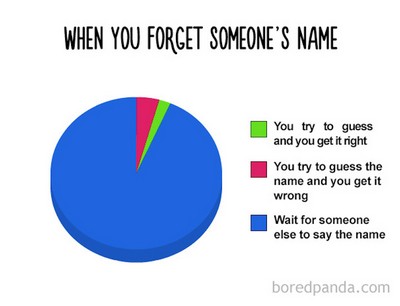 WHEN YOU FORGET SOMEONE'S NAME
You try to guess
and you get it right
You try to guess the
name and you get it
wrong
Wait for someone
else to say the name
boredpanda.com